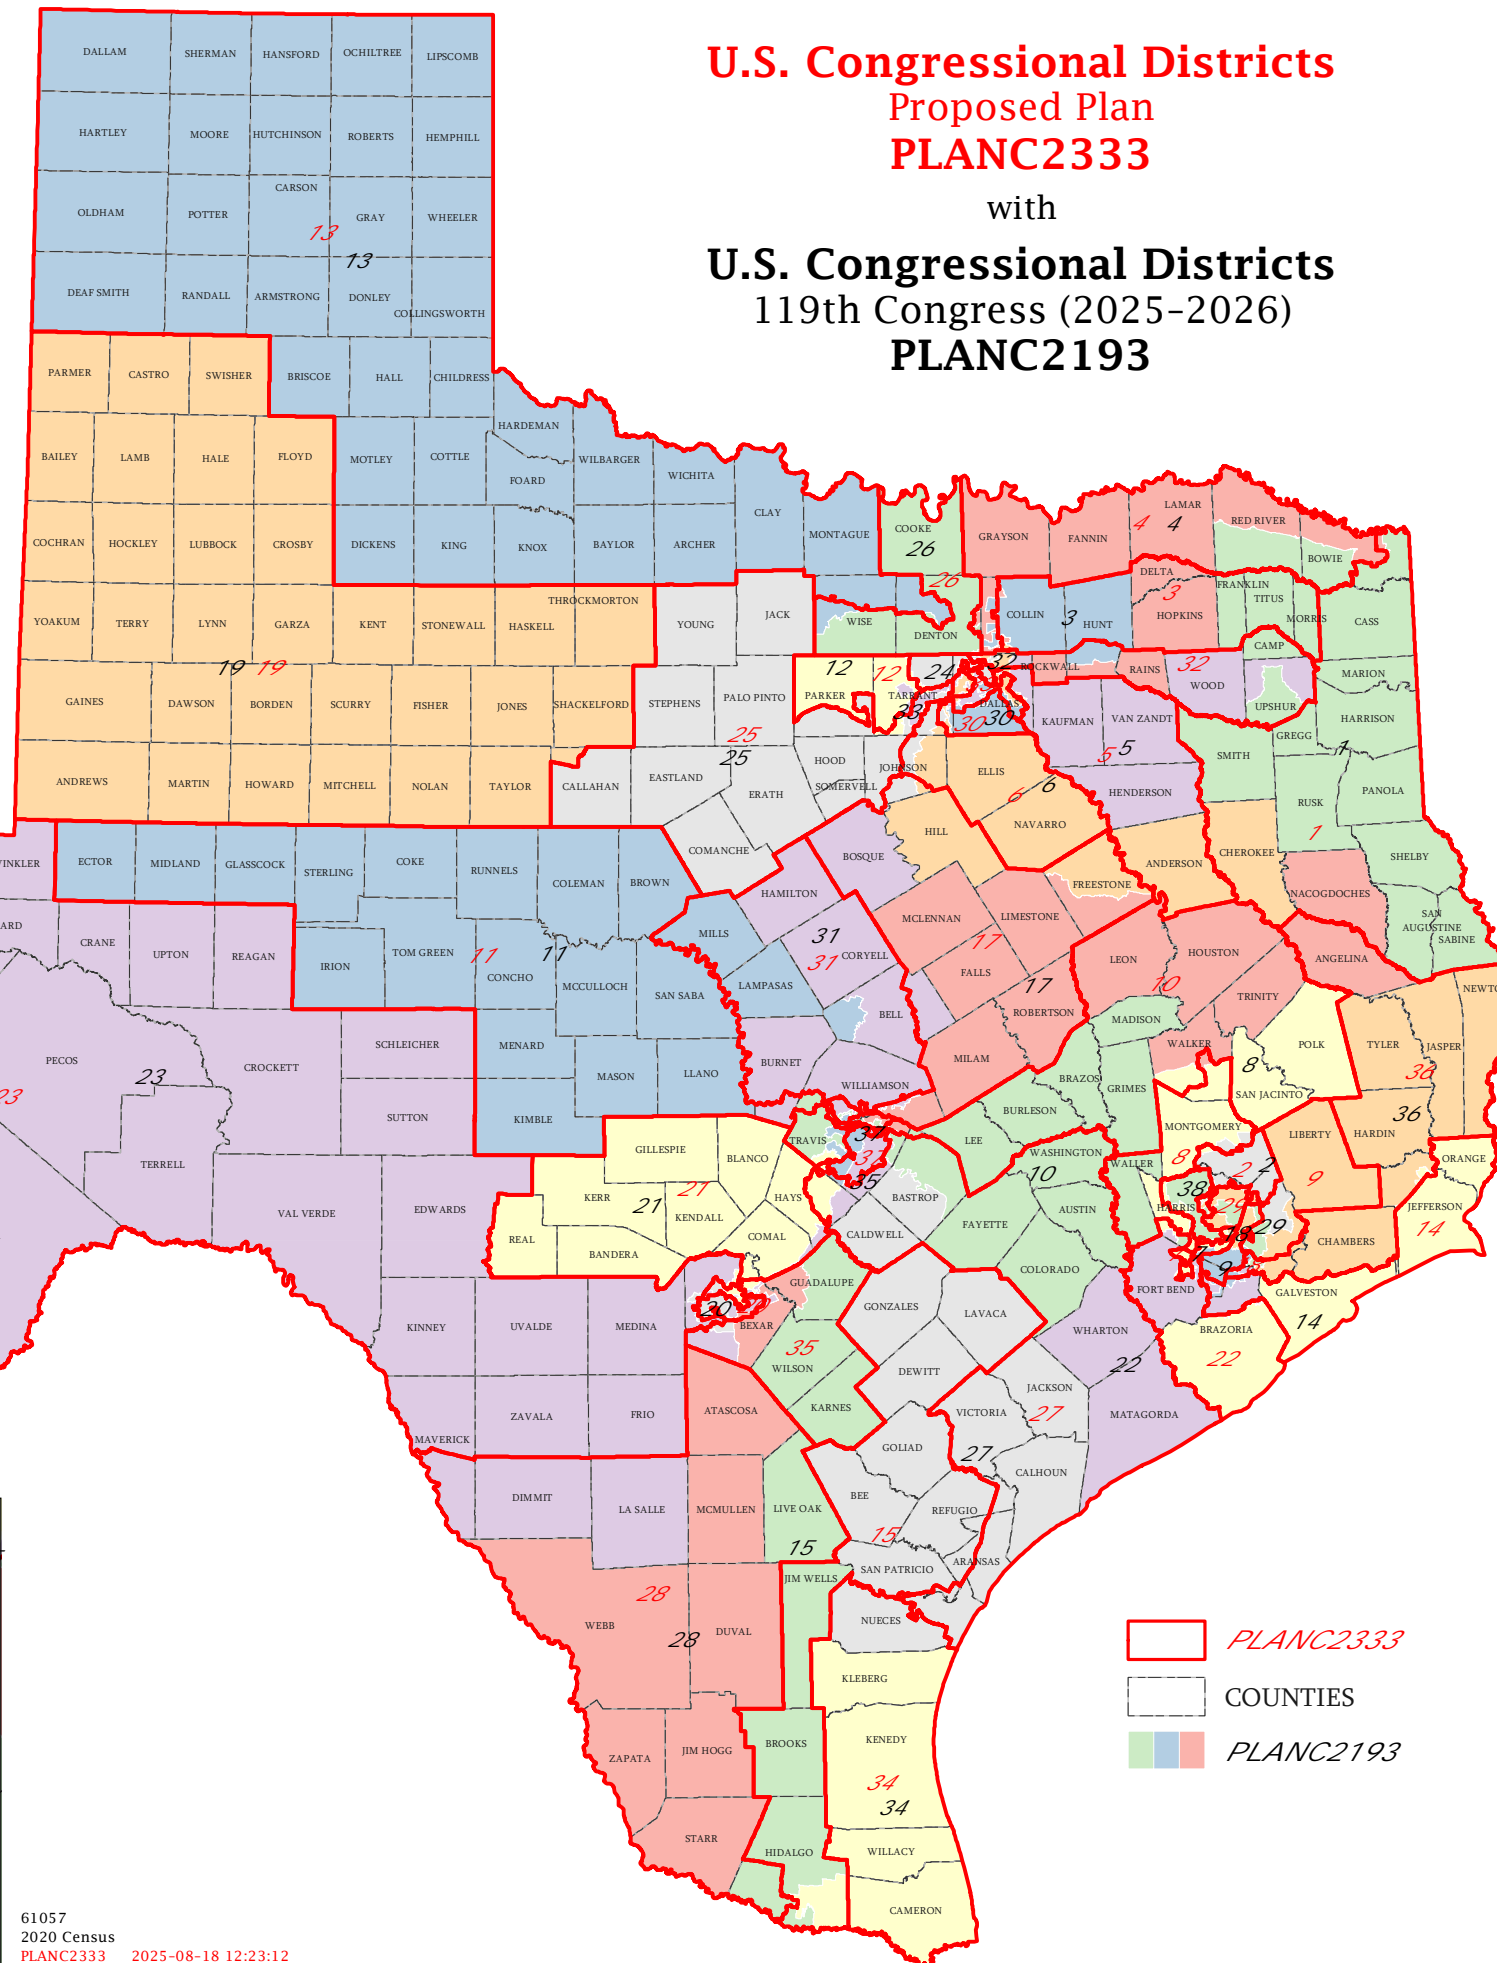 U.S. Congressional Districts
Proposed Plan
PLANC2333
with
U.S. Congressional Districts
119th Congress (2025-2026)
PLANC2193
DALLAM SHERMAN HANSFORD OCHILTREE LIPSCOMB
HARTLEY MOORE HUTCHINSON ROBERTS HEMPHILL
CARSON
OLDHAM POTTER GRAY WHEELER
13
13
DEAF SMITH RANDALL ARMSTRONG DONLEY
COLLINGSWORTH
PARMER CASTRO SWISHER BRISCOE HALL CHILDRESS
HARDEMAN
BAILEY LAMB HALE FLOYD MOTLEY COTTLE WILBARGER
FOARD WICHITA
CLAY LAMAR
COOKE 4 4 RED RIVER
COCHRAN HOCKLEY LUBBOCK CROSBY DICKENS KING KNOX BAYLOR ARCHER MONTAGUE 26 GRAYSON FANNIN
BOWIE
26 DELTA FRANKLIN
THROCKMORTON 3 TITUS
YOAKUM TERRY LYNN GARZA KENT STONEWALL HASKELL YOUNG JACK WISE DENTON COLLIN 3 HUNT HOPKINS MORRIS CASS
CAMP
19 19 12 12 24 32 ROCKWALL RAINS 32 MARION
GAINES DAWSON BORDEN SCURRY FISHER JONES SHACKELFORD STEPHENS PALO PINTO PARKER TARRANT 33 DALLAS WOOD UPSHUR
25 33 30 30 KAUFMAN VAN ZANDT HARRISON
25 HOOD JOHNSON 5 5 GREGG 1
ANDREWS MARTIN HOWARD MITCHELL NOLAN TAYLOR CALLAHAN EASTLAND ERATH SOMERVELL ELLIS 6 6 HENDERSON SMITH RUSK PANOLA
HILL NAVARRO 1
COMANCHE BOSQUE ANDERSON CHEROKEE SHELBY
ECTOR MIDLAND GLASSCOCK STERLING COKE RUNNELS COLEMAN BROWN HAMILTON FREESTONE NACOGDOCHES
MCLENNAN LIMESTONE SAN
CRANE UPTON REAGAN IRION TOM GREEN 11 11 MILLS 31 AUGUSTINE
CONCHO 31 CORYELL 17 LEON HOUSTON SABINE
MCCULLOCH SAN SABA LAMPASAS FALLS 10 ANGELINA
17 TRINITY
BELL ROBERTSON MADISON
PECOS CROCKETT SCHLEICHER MENARD BURNET MILAM WALKER POLK TYLER JASPER
23 MASON LLANO WILLIAMSON BRAZOS GRIMES 8 36
SUTTON KIMBLE BURLESON SAN JACINTO 36
TERRELL GILLESPIE TRAVIS 37 LEE MONTGOMERY LIBERTY HARDIN
BLANCO 37 WASHINGTON 8 ORANGE
35 10 WALLER 2 2 9
VAL VERDE EDWARDS KERR 21 21 HAYS BASTROP 38
KENDALL AUSTIN HARRIS 29 JEFFERSON
REAL COMAL CALDWELL FAYETTE 18 29 14
BANDERA 7 CHAMBERS
GUADALUPE COLORADO 9
FORT BEND GALVESTON
20 20 GONZALES LAVACA
KINNEY UVALDE MEDINA BEXAR WHARTON BRAZORIA 14
35 22
WILSON DEWITT 22
JACKSON
ZAVALA FRIO ATASCOSA KARNES VICTORIA 27 MATAGORDA
MAVERICK GOLIAD
27 CALHOUN
DIMMIT LA SALLE MCMULLEN LIVE OAK BEE REFUGIO
15 15
JIM WELLS SAN PATRICIO ARANSAS
28
WEBB 28 DUVAL NUECES
KLEBERG
ZAPATA JIM HOGG BROOKS KENEDY
34
34
STARR HIDALGO WILLACY
CAMERON
PLANC2333
COUNTIES
PLANC2193
61057
2020 Census
PLANC2333 2025-08-18 12:23:12